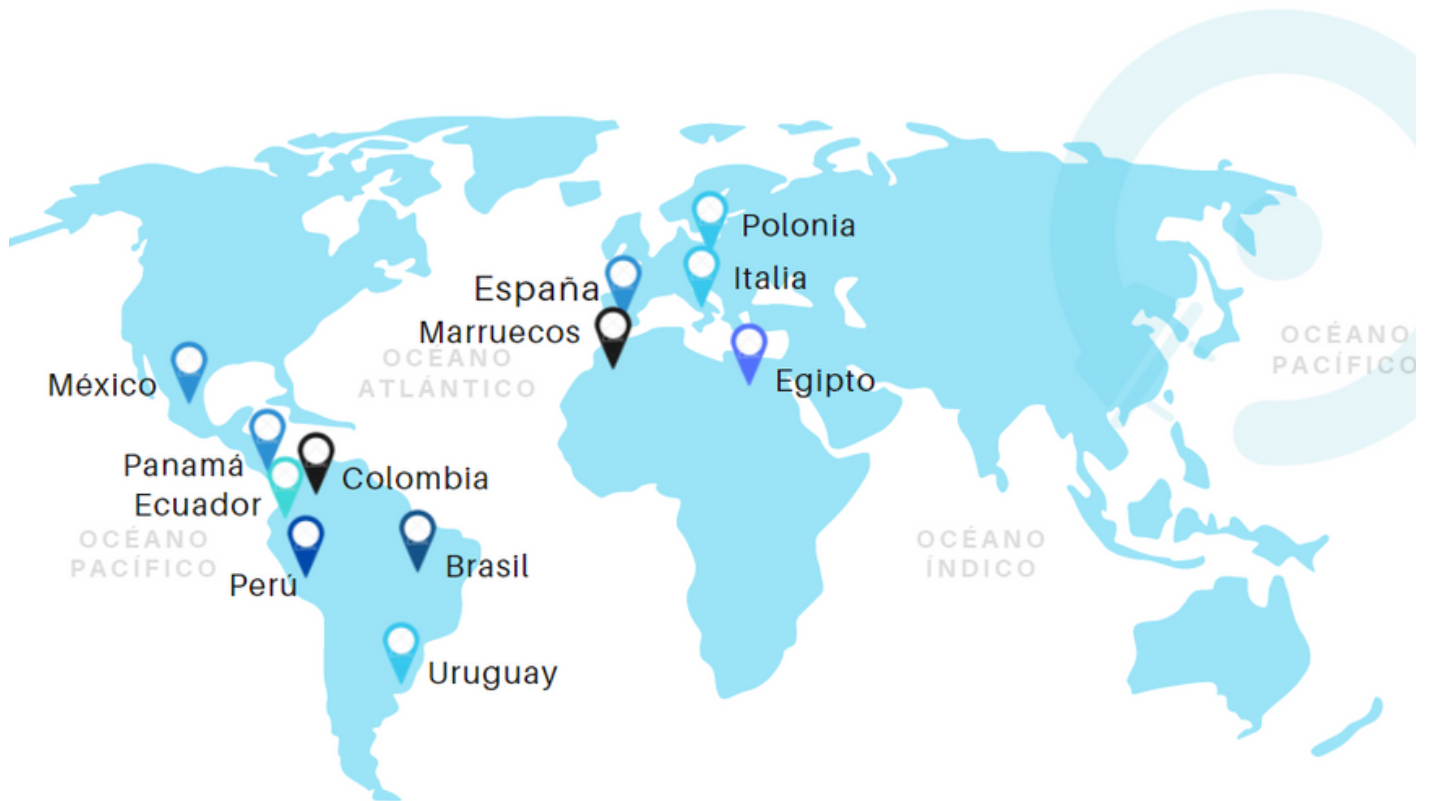 Polonia
Italia
España
Marruecos
OCÉANO
ATLÁNTICO
OCÉANO
PACÍFICO
Egipto
México
Panamá
Colombia
Ecuador
OCÉANO
PACÍFICO
Perú
Brasil
OCÉANO
ÍNDICO
Uruguay